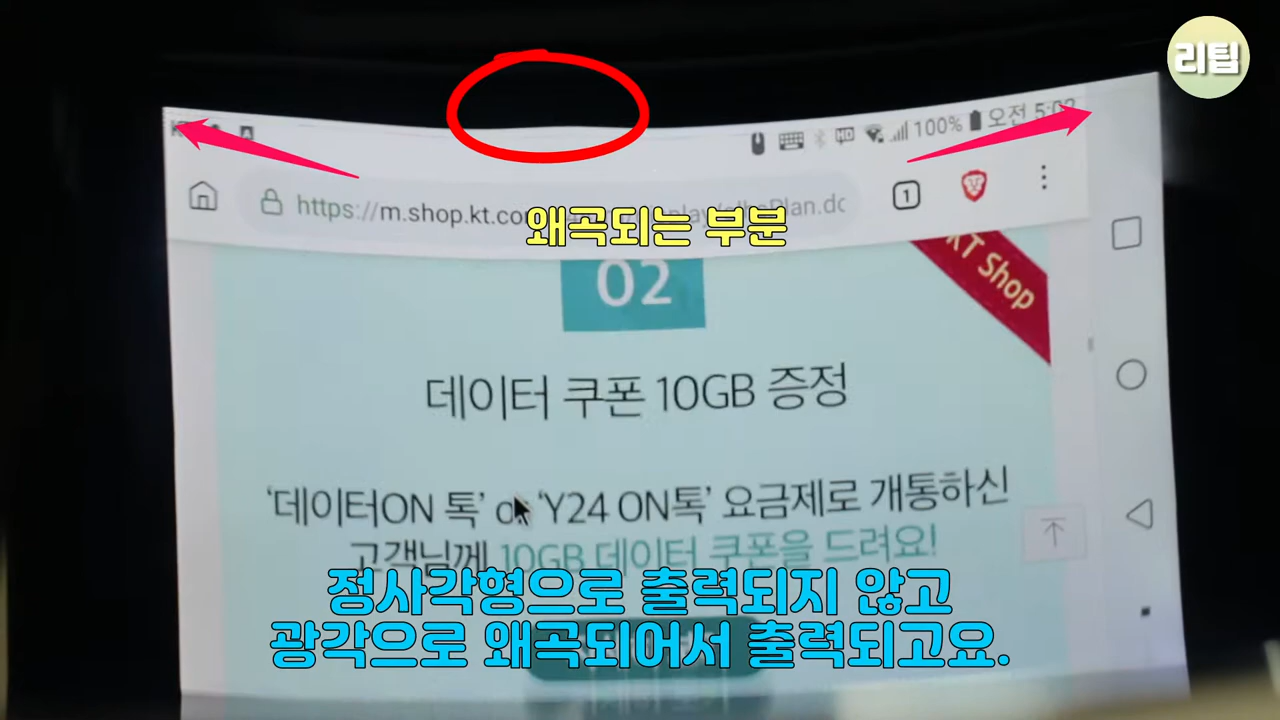 리팁
HD 100% 오전 5:02
https://m.shop.kt.co
1
왜곡되는 부분
KT Shop
02
데이터 쿠폰 10GB 증정
‘데이터ON 톡’ ‘Y24 ON톡’ 요금제로 개통하신
고객님께 10GB 데이터 쿠폰을 드려요!
정사각형으로 출력되지 않고
광각으로 왜곡되어서 출력되고요.